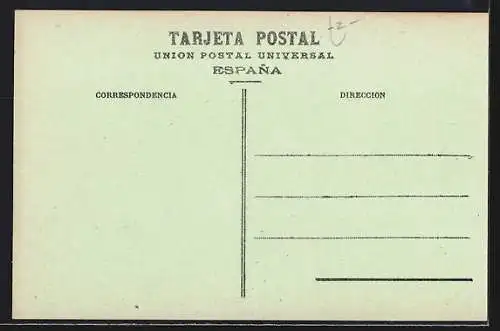 TARJETA POSTAL
UNION POSTAL UNIVERSAL
ESPAÑA
CORRESPONDENCIA
DIRECCION